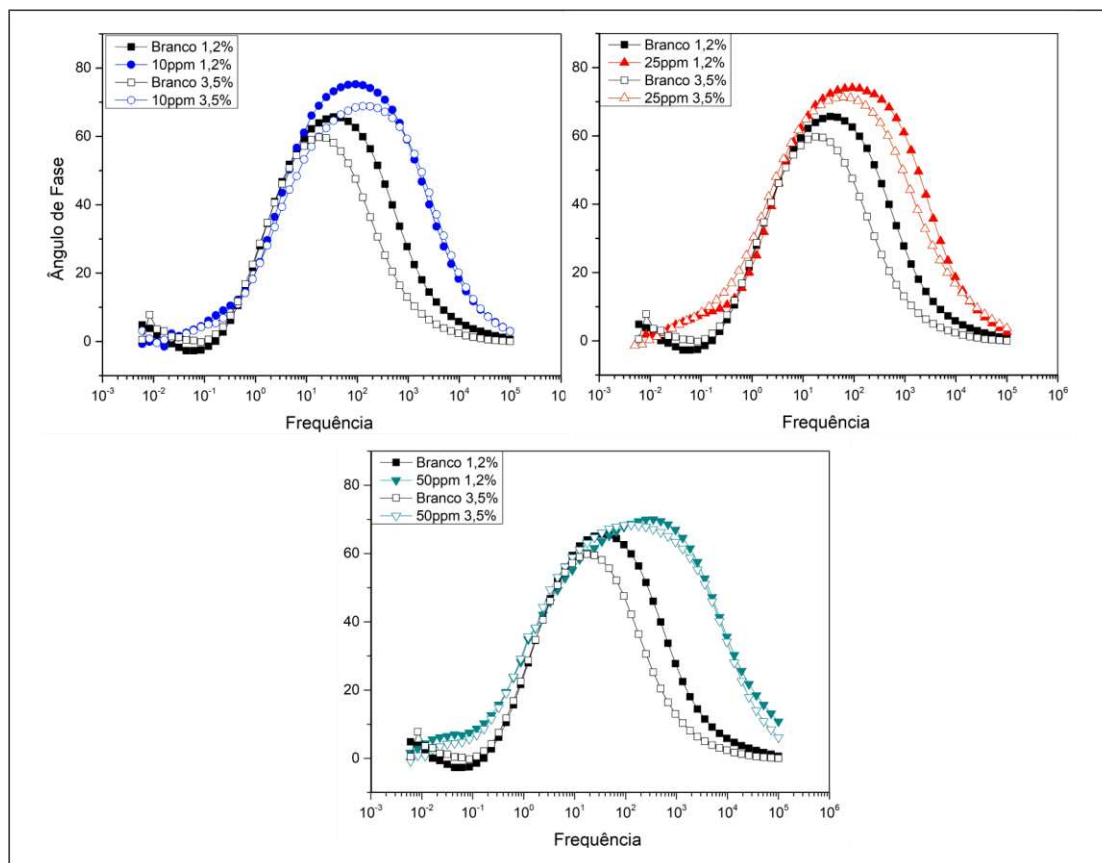 Branco 1,2%
10ppm 1,2%
Branco 3,5%
10ppm 3,5%
80
60
40
20
0
Ângulo de Fase
10⁻³ 10⁻² 10⁻¹ 10⁰ 10¹ 10² 10³ 10⁴ 10⁵
Frequência
Branco 1,2%
25ppm 1,2%
Branco 3,5%
25ppm 3,5%
80
60
40
20
0
10⁻³ 10⁻² 10⁻¹ 10⁰ 10¹ 10² 10³ 10⁴ 10⁵ 10⁶
Frequência
Branco 1,2%
50ppm 1,2%
Branco 3,5%
50ppm 3,5%
80
60
40
20
0
10⁻³ 10⁻² 10⁻¹ 10⁰ 10¹ 10² 10³ 10⁴ 10⁵ 10⁶
Frequência